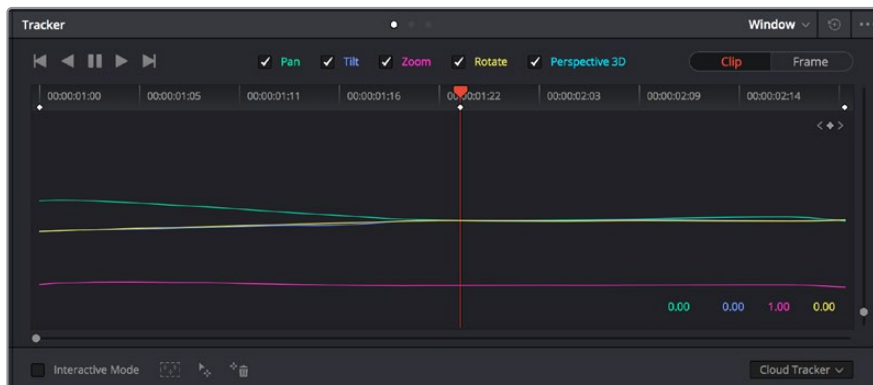 Tracker
Window
Pan
Tilt
Zoom
Rotate
Perspective 3D
Clip
Frame
00:00:01:00
00:00:01:05
00:00:01:11
00:00:01:16
00:00:01:22
00:00:02:03
00:00:02:09
00:00:02:14
0.00
0.00
1.00
0.00
Interactive Mode
Cloud Tracker